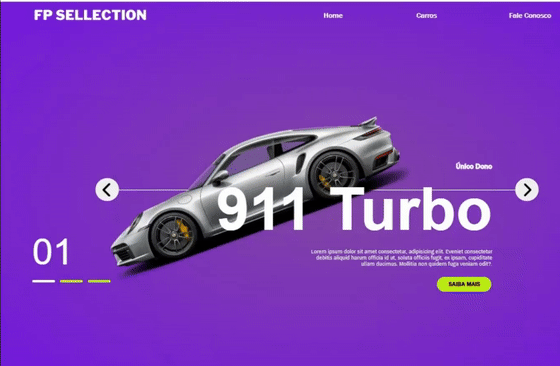 FP SELLECTION
Home
Carros
Fale Conosco
Único Dono
911 Turbo
01
Lorem ipsum dolor sit amet consectetur, adipisicing elit. Eveniet consectetur
debitis aliquid harum officia id ut, soluta officiis fugit, ex ipsam, cupiditate
ullam ducimus. Mollitia non quidem fuga veniam odit?
SAIBA MAIS